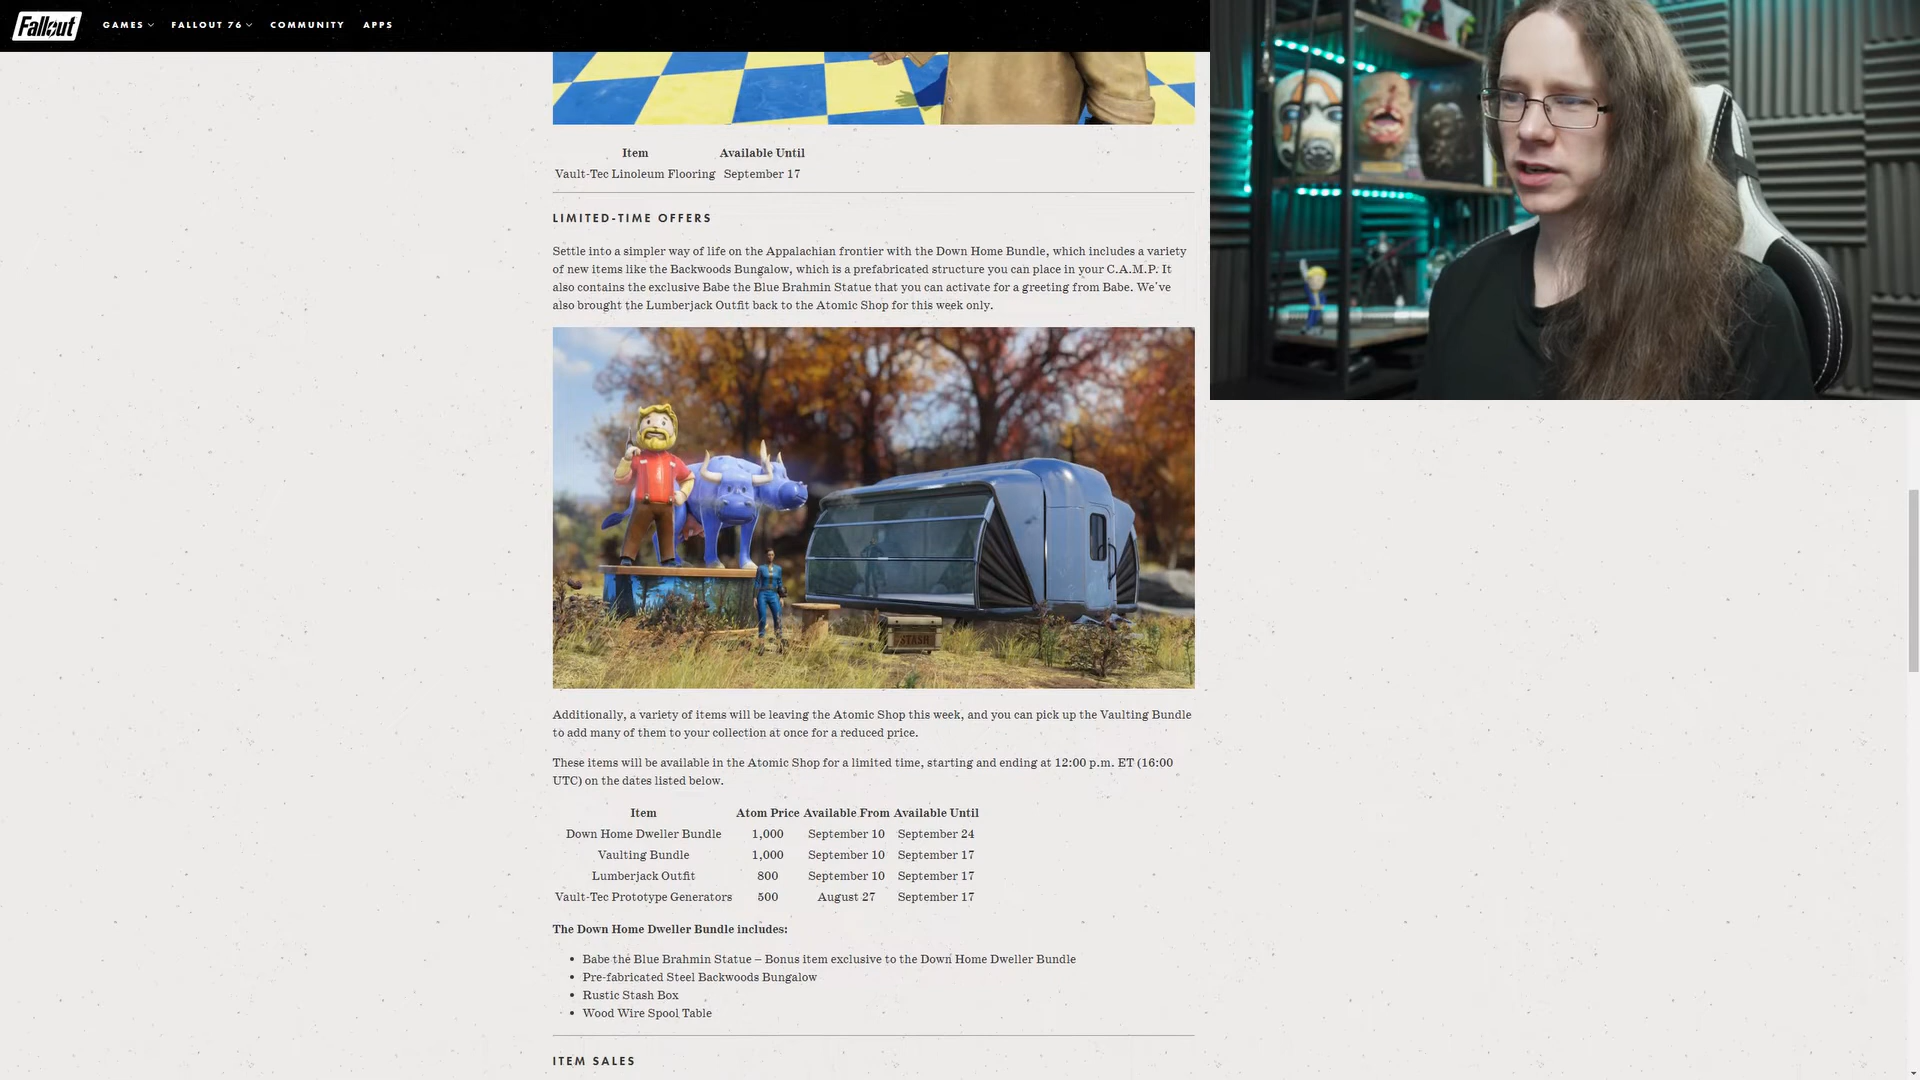 Fallout GAMES FALLOUT 76 COMMUNITY APPS
Item Available Until
Vault-Tec Linoleum Flooring September 17
LIMITED-TIME OFFERS
Settle into a simpler way of life on the Appalachian frontier with the Down Home Bundle, which includes a variety
of new items like the Backwoods Bungalow, which is a prefabricated structure you can place in your C.A.M.P. It
also contains the exclusive Babe the Blue Brahmin Statue that you can activate for a greeting from Babe. We've
also brought the Lumberjack Outfit back to the Atomic Shop for this week only.
STASH
Additionally, a variety of items will be leaving the Atomic Shop this week, and you can pick up the Vaulting Bundle
to add many of them to your collection at once for a reduced price.
These items will be available in the Atomic Shop for a limited time, starting and ending at 12:00 p.m. ET (16:00
UTC) on the dates listed below.
Item Atom Price Available From Available Until
Down Home Dweller Bundle 1,000 September 10 September 24
Vaulting Bundle 1,000 September 10 September 17
Lumberjack Outfit 800 September 10 September 17
Vault-Tec Prototype Generators 500 August 27 September 17
The Down Home Dweller Bundle includes:
• Babe the Blue Brahmin Statue – Bonus item exclusive to the Down Home Dweller Bundle
• Pre-fabricated Steel Backwoods Bungalow
• Rustic Stash Box
• Wood Wire Spool Table
ITEM SALES